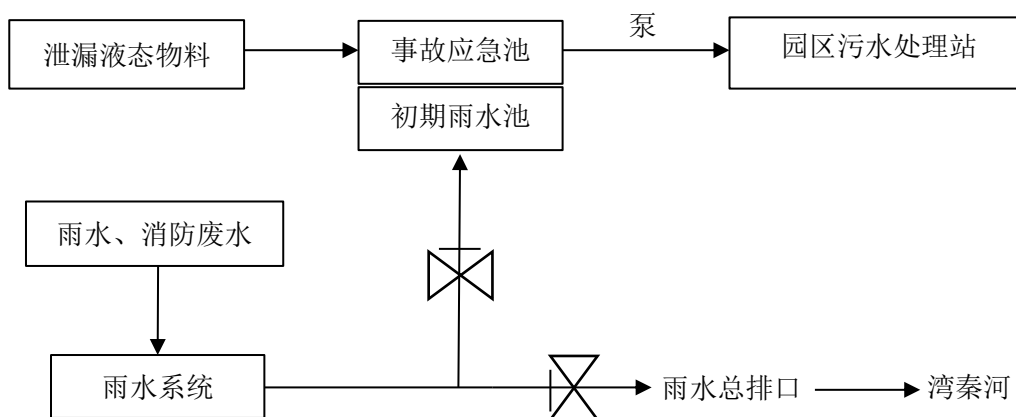 泄漏液态物料
事故应急池
泵
园区污水处理站
初期雨水池
雨水、消防废水
雨水系统
雨水总排口
湾秦河